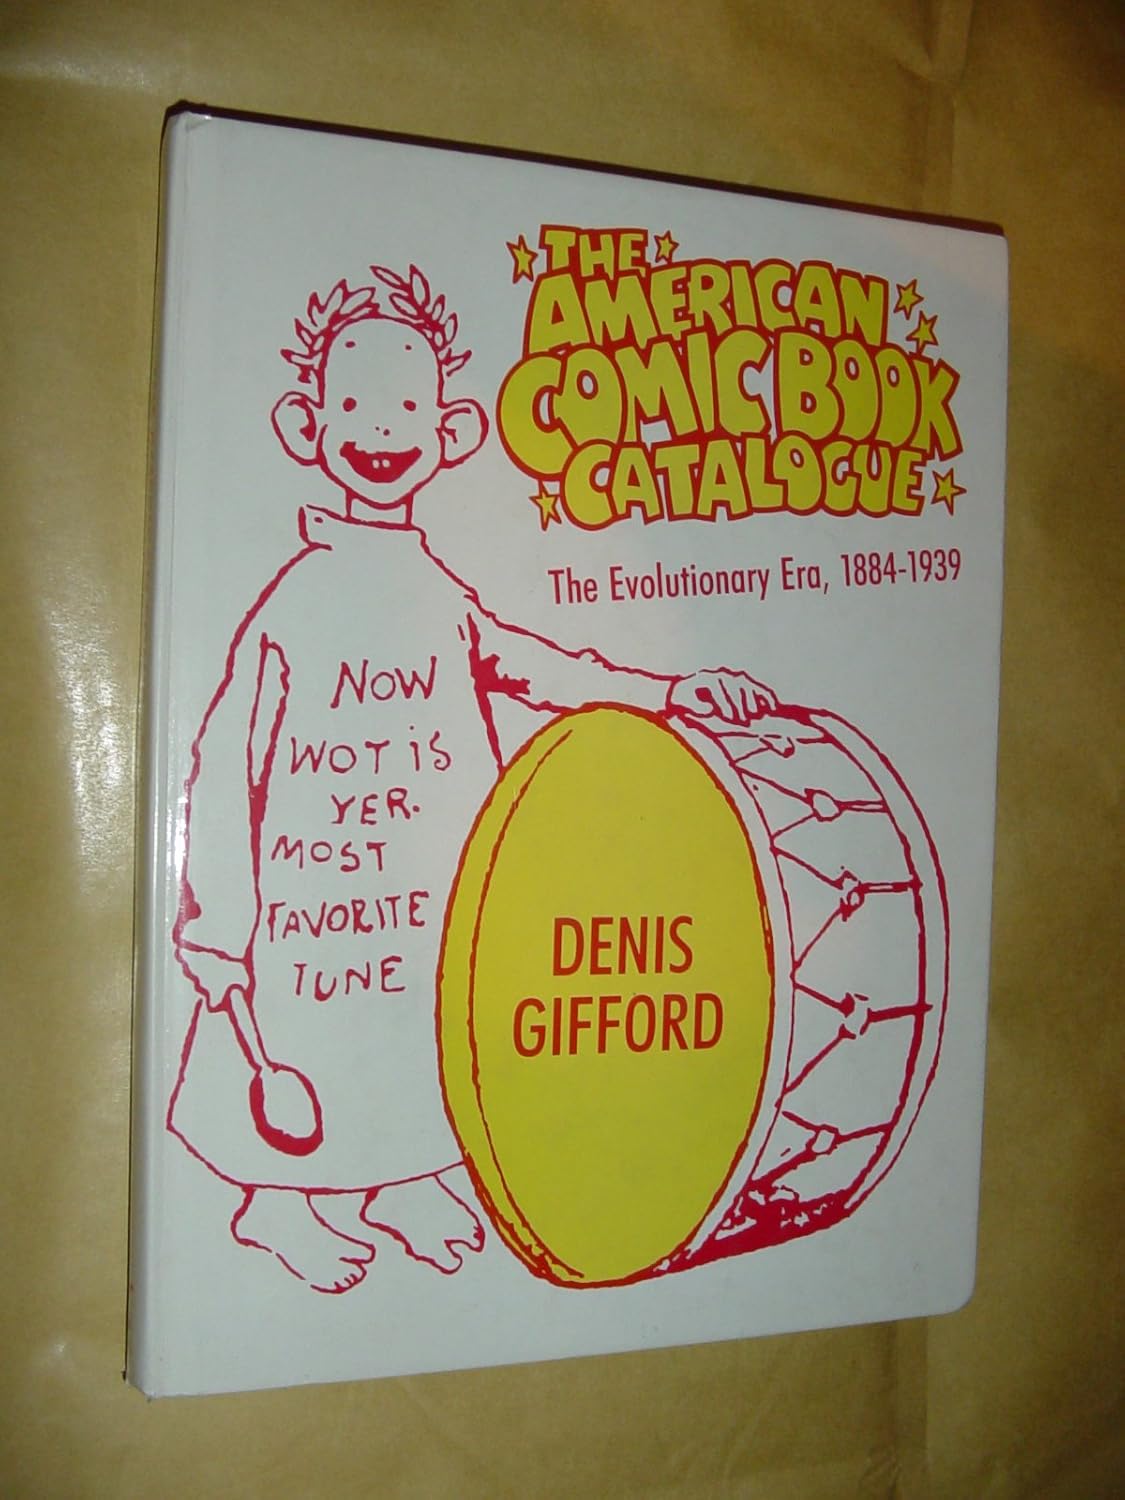 THE
AMERICAN
COMIC BOOK
CATALOGUE
The Evolutionary Era, 1884-1939
NOW
WOT iS
YER.
MOST
FAVORITE
TUNE
DENIS
GIFFORD